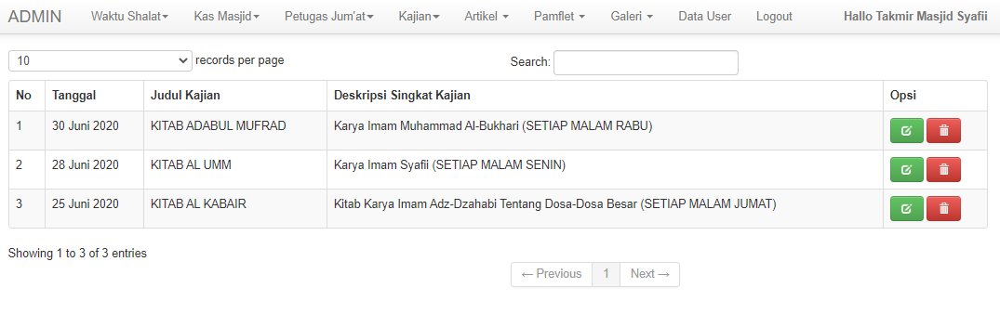 ADMIN Waktu Shalat Kas Masjid Petugas Jum'at Kajian Artikel Pamflet Galeri Data User Logout Hallo Takmir Masjid Syafii
10 records per page Search:
No Tanggal Judul Kajian Deskripsi Singkat Kajian Opsi
1 30 Juni 2020 KITAB ADABUL MUFRAD Karya Imam Muhammad Al-Bukhari (SETIAP MALAM RABU)
2 28 Juni 2020 KITAB AL UMM Karya Imam Syafii (SETIAP MALAM SENIN)
3 25 Juni 2020 KITAB AL KABAIR Kitab Karya Imam Adz-Dzahabi Tentang Dosa-Dosa Besar (SETIAP MALAM JUMAT)
Showing 1 to 3 of 3 entries
← Previous 1 Next →